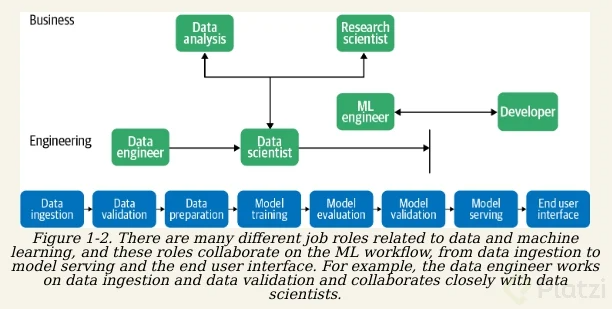 Business
Data
analysis
Research
scientist
ML
engineer
Developer
Engineering
Data
engineer
Data
scientist
Data
ingestion
Data
validation
Data
preparation
Model
training
Model
evaluation
Model
validation
Model
serving
End user
interface
Figure 1-2. There are many different job roles related to data and machine
learning, and these roles collaborate on the ML workflow, from data ingestion to
model serving and the end user interface. For example, the data engineer works
on data ingestion and data validation and collaborates closely with data
scientists.
Platzi